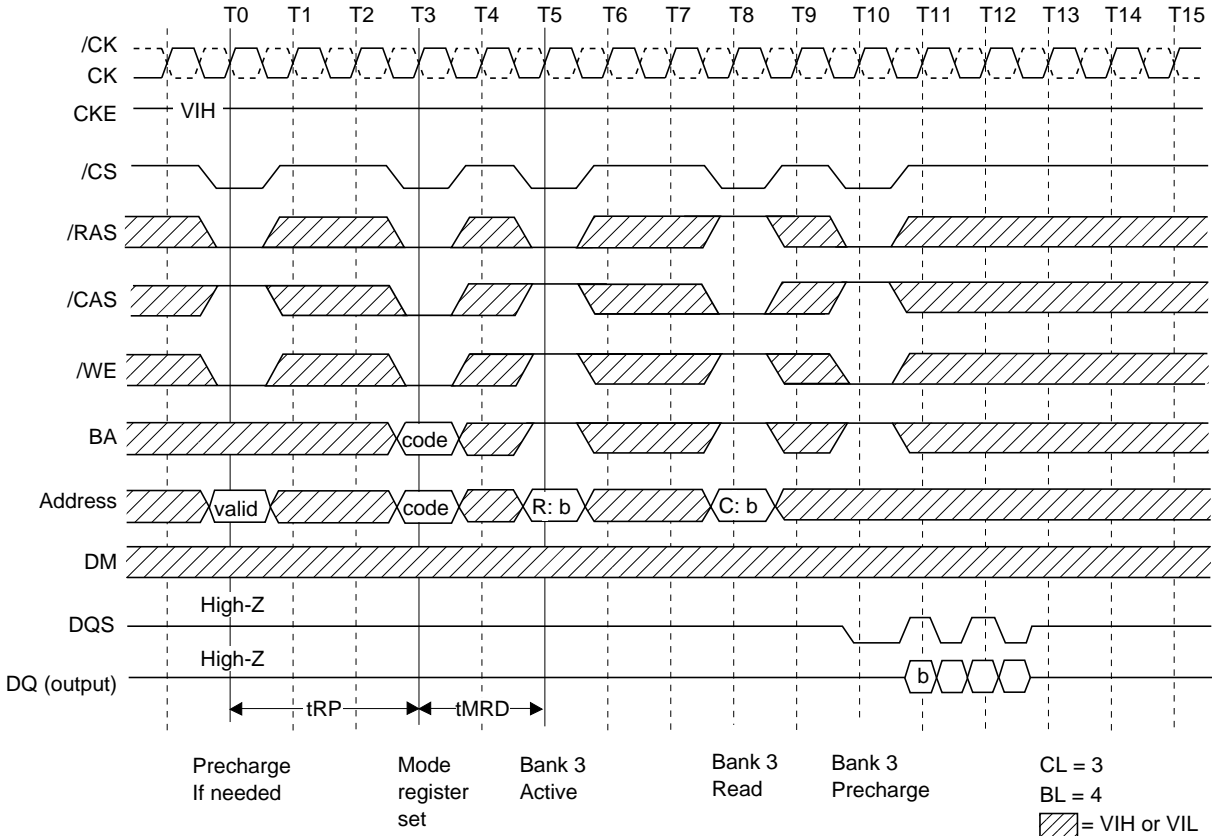 T0 T1 T2 T3 T4 T5 T6 T7 T8 T9 T10 T11 T12 T13 T14 T15
/CK
CK
CKE VIH
/CS
/RAS
/CAS
/WE
BA code
Address valid code R: b C: b
DM
High-Z
DQS
High-Z
DQ (output) b
tRP tMRD
Precharge
If needed
Mode
register
set
Bank 3
Active
Bank 3
Read
Bank 3
Precharge
CL = 3
BL = 4
= VIH or VIL